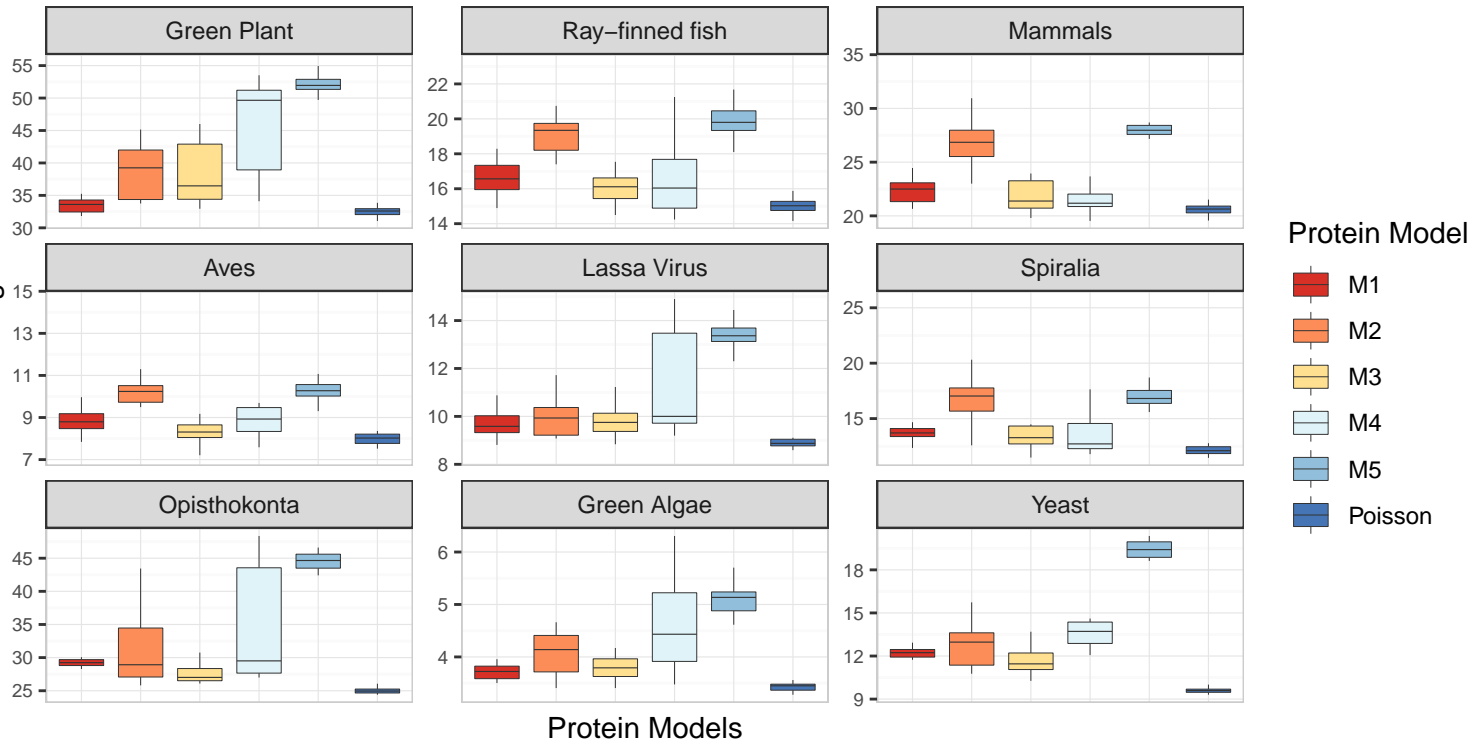 Green Plant
Ray−finned fish
Mammals
55
50
45
40
35
30
22
20
18
16
14
35
30
25
20
Aves
Lassa Virus
Spiralia
15
13
11
9
7
14
12
10
8
25
20
15
Opisthokonta
Green Algae
Yeast
45
40
35
30
25
6
5
4
18
15
12
9
Protein Models
Protein Model
M1
M2
M3
M4
M5
Poisson